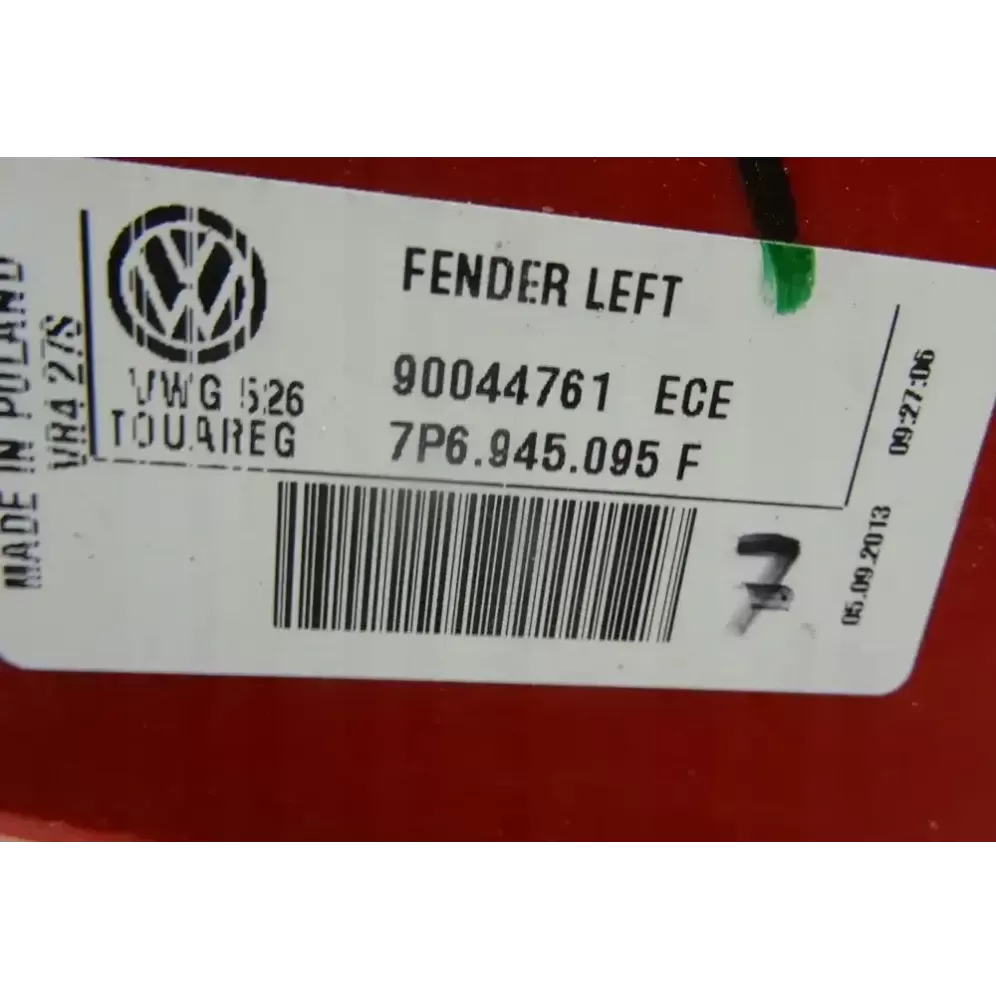 MADE IN POLAND
VR4 27S
VWG 526
TOUAREG
FENDER LEFT
90044761 ECE
7P6.945.095 F
09:27:06
05.09.2013
7